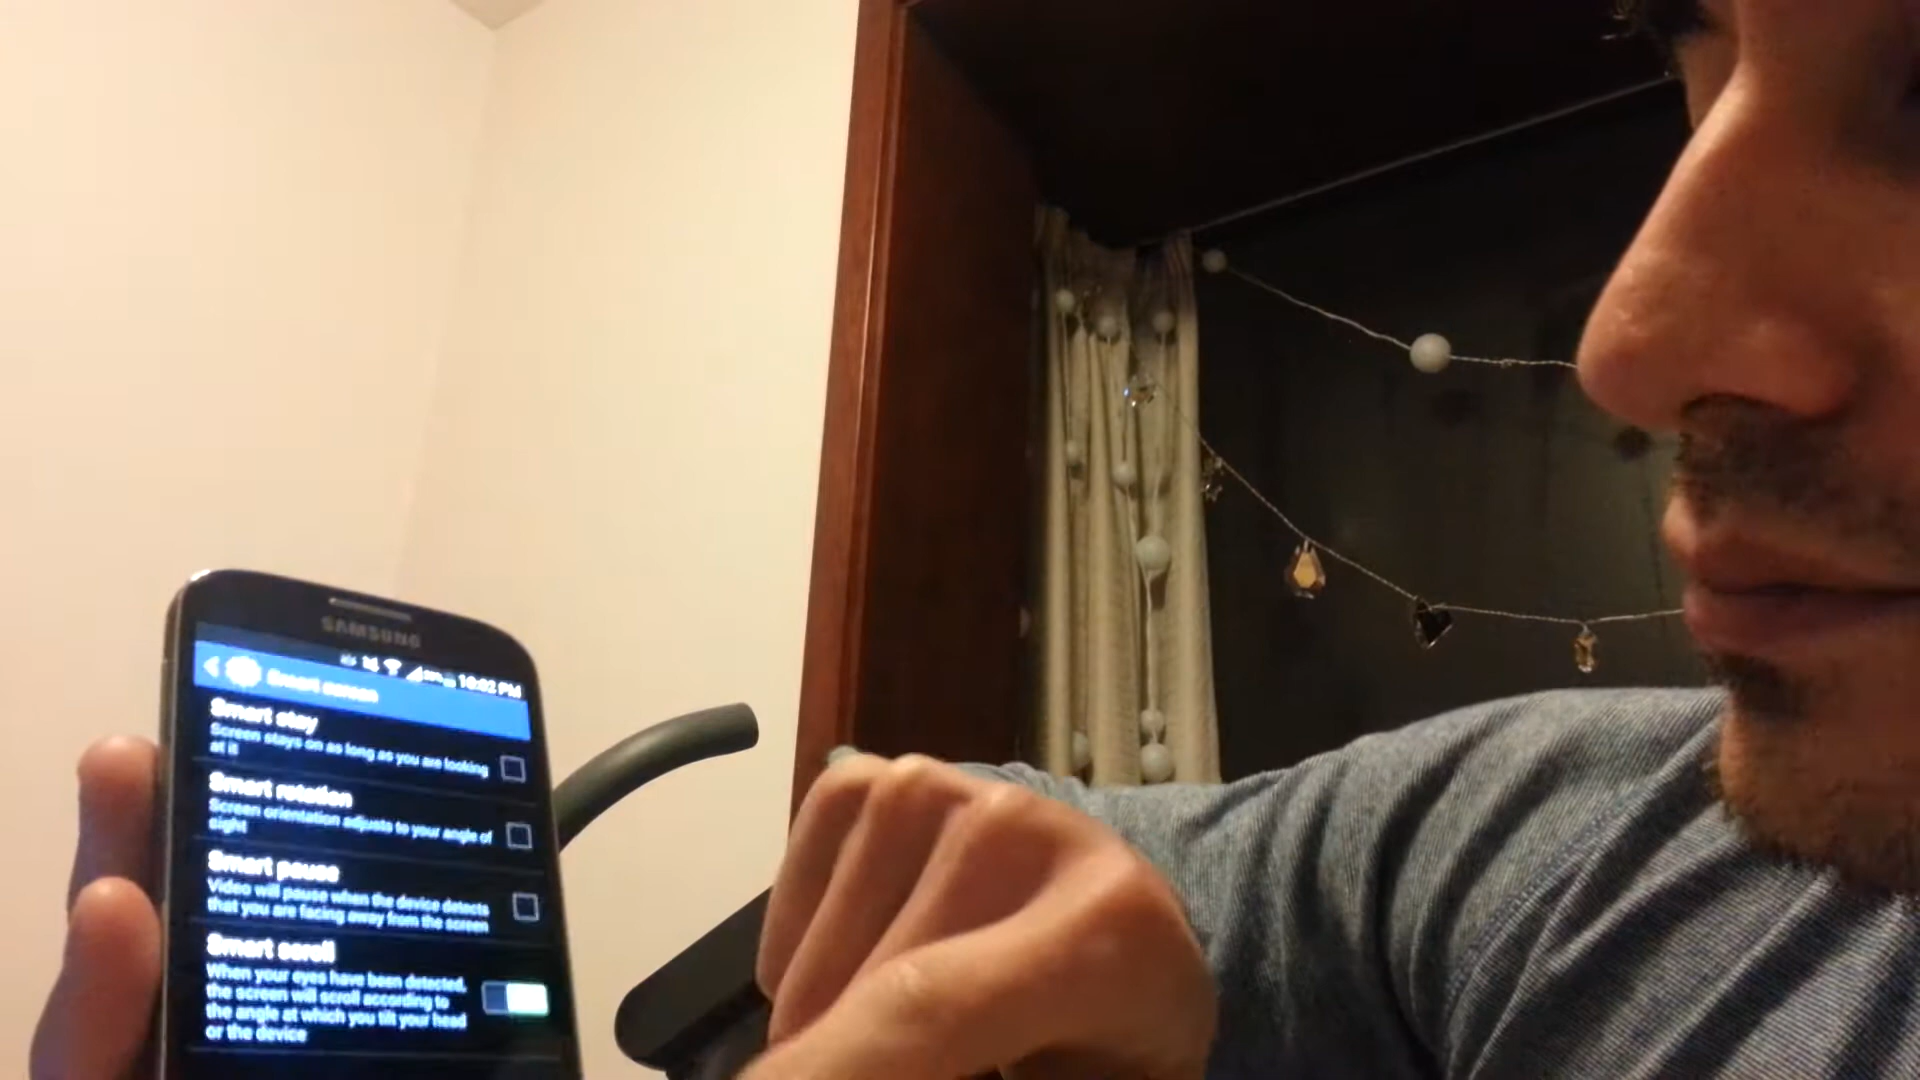 SAMSUNG
10:02 PM
Smart screen
Smart stay
Screen stays on as long as you are looking
at it
Smart rotation
Screen orientation adjusts to your angle of
sight
Smart pause
Video will pause when the device detects
that you are facing away from the screen
Smart scroll
When your eyes have been detected,
the screen will scroll according to
the angle at which you tilt your head
or the device